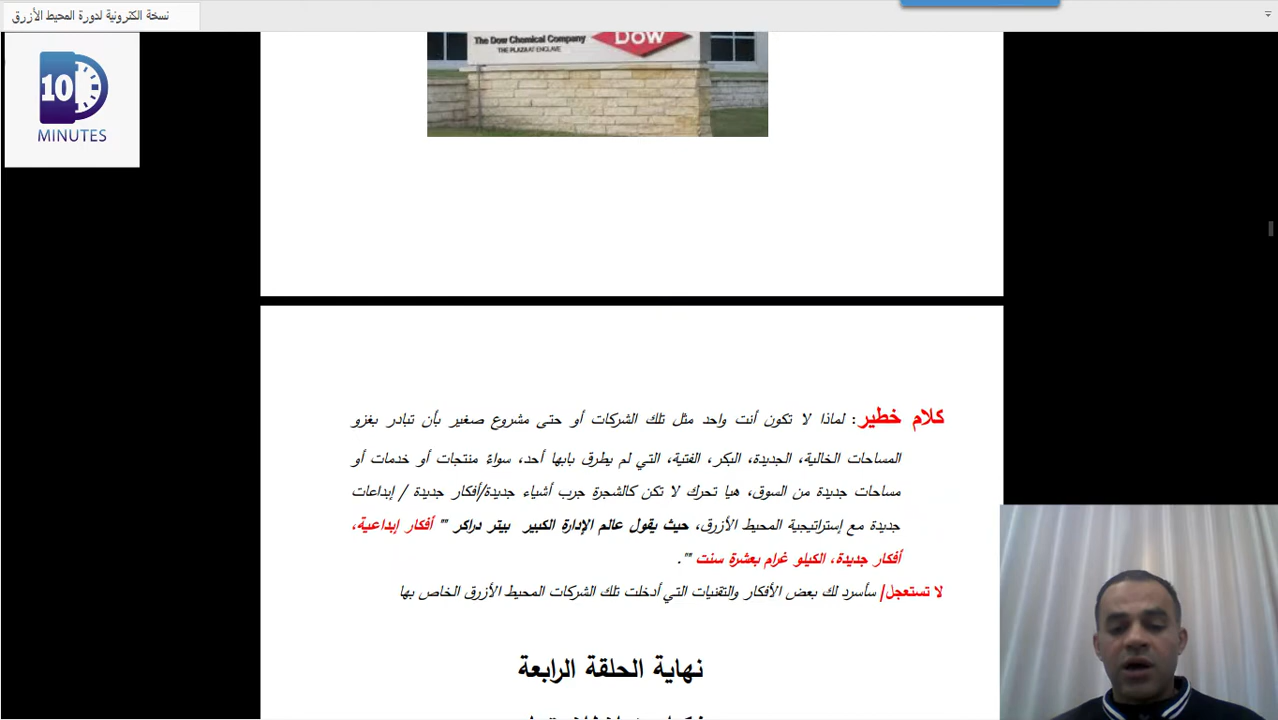 نسخة الكثرونية لدورة المحيط الأزرق
10
MINUTES
The Dow Chemical Company
THE PLAZA AT ENCLAVE
DOW
كلام خطير: لماذا لا تكون أنت واحد مثل تلك الشركات أو حتى مشروع صغير بأن تبادر بغزو
المساحات الخالية، الجديدة، البكر، الفتية، التي لم يطرق بابها أحد، سواءً منتجات أو خدمات أو
مساحات جديدة من السوق، هيا تحرك لا تكن كالشجرة جرب أشياء جديدة/أفكار جديدة / إبداعات
جديدة مع إستراتيجية المحيط الأزرق، حيث يقول عالم الإدارة الكبير بيتر دراكر "" أفكار إبداعية،
أفكار جديدة، الكيلو غرام بعشرة سنت "".
لا تستعجل/ سأسرد لك بعض الأفكار والتقنيات التي أدخلت تلك الشركات المحيط الأزرق الخاص بها
نهاية الحلقة الرابعة